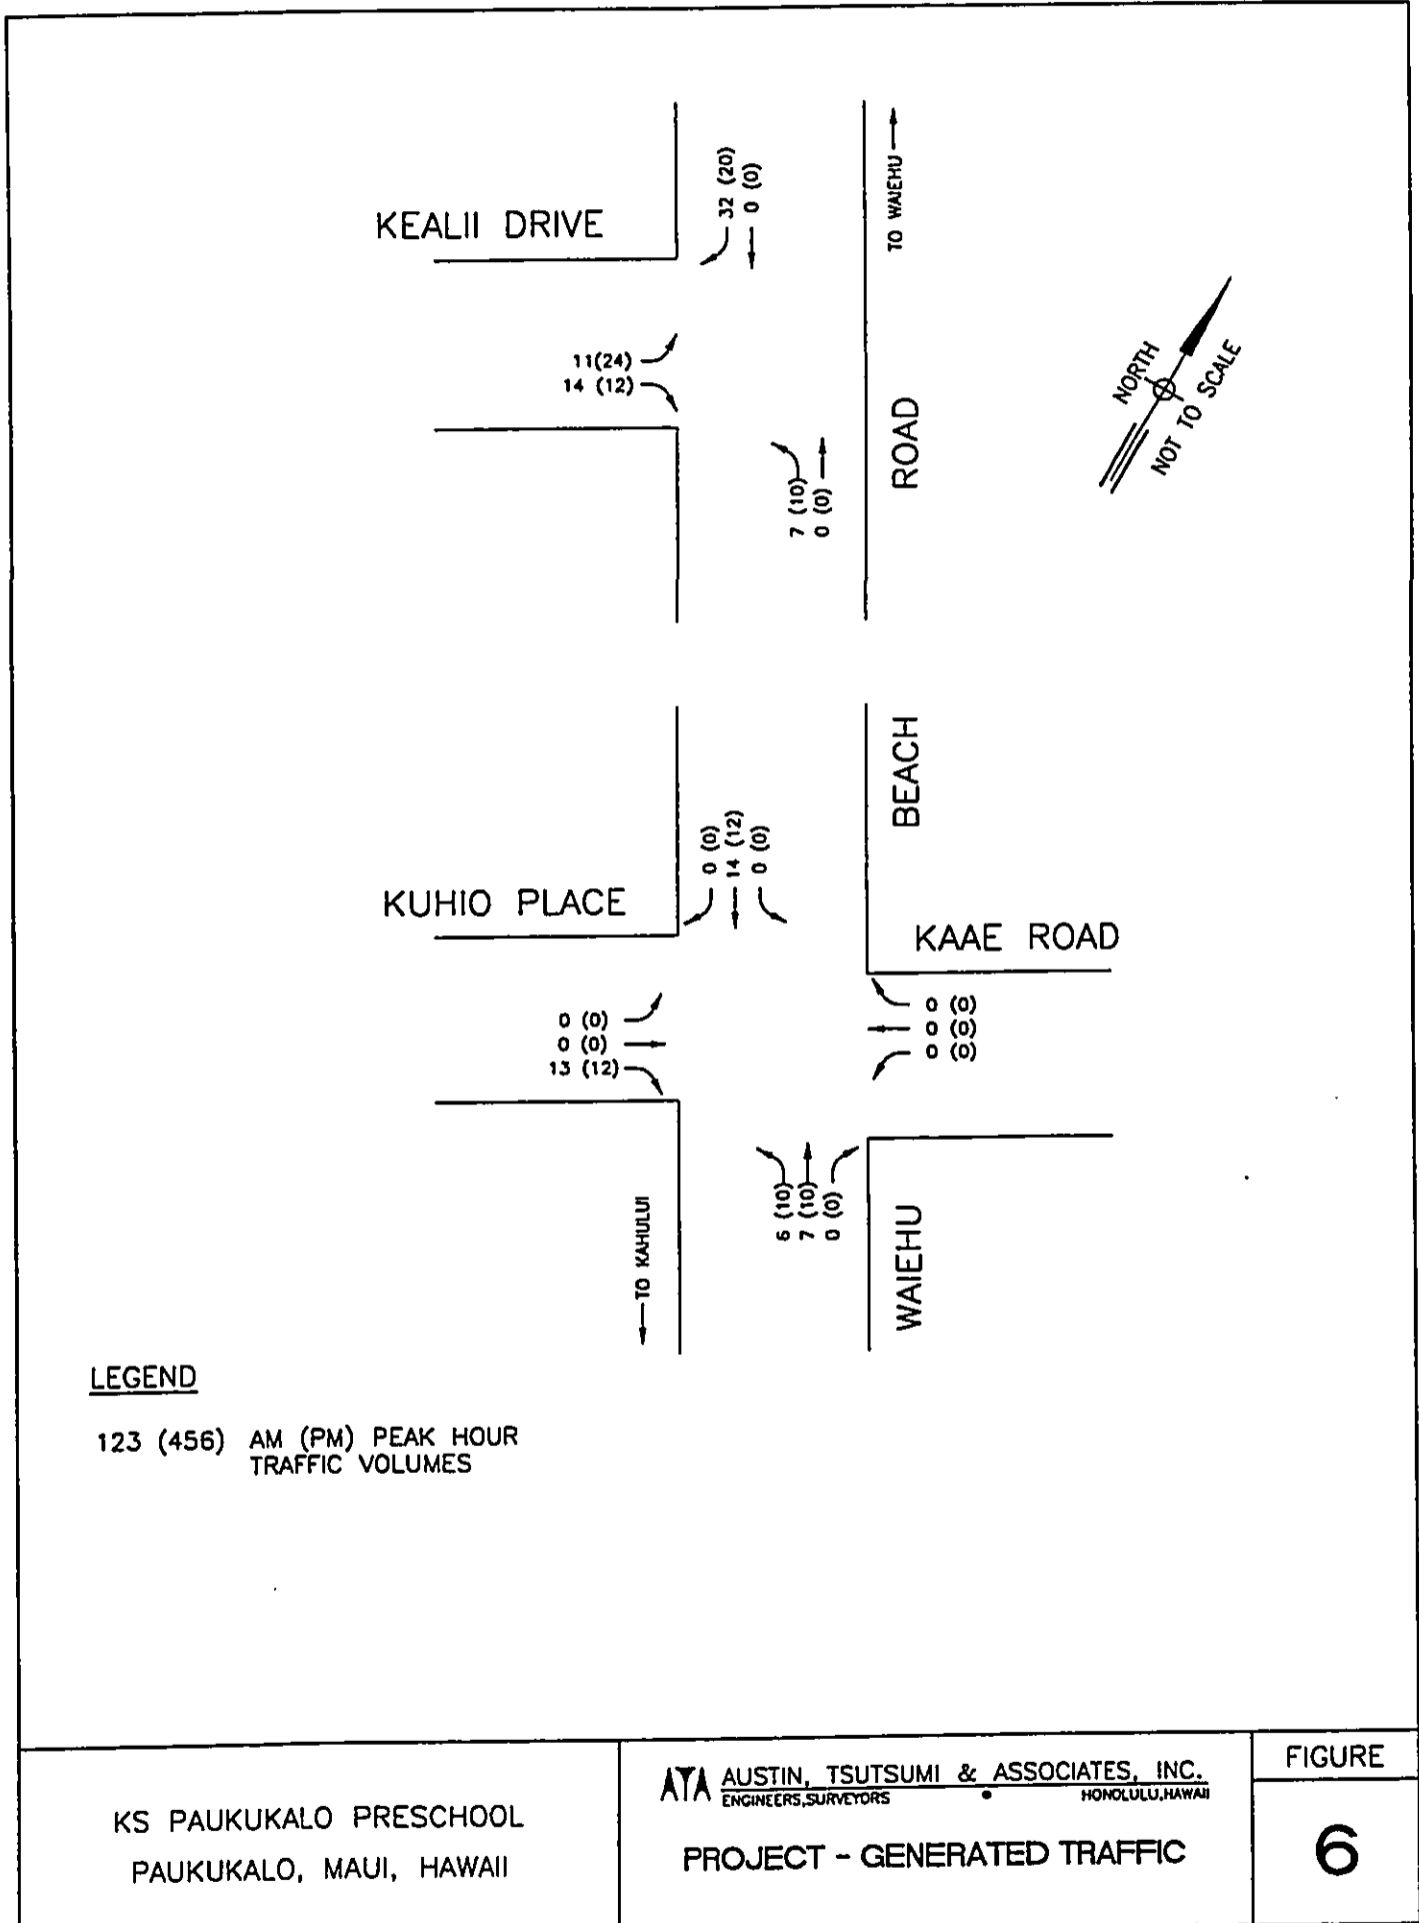 32 (20)
0 (0)
TO WAIEHU
KEALII DRIVE
11(24)
14 (12)
NORTH
NOT TO SCALE
7 (10)
0 (0)
ROAD
BEACH
0 (0)
14 (12)
0 (0)
KUHIO PLACE
KAAE ROAD
0 (0)
0 (0)
13 (12)
0 (0)
0 (0)
0 (0)
6 (10)
7 (10)
0 (0)
TO KAHULUI
WAIEHU
LEGEND
123 (456) AM (PM) PEAK HOUR
TRAFFIC VOLUMES
KS PAUKUKALO PRESCHOOL
PAUKUKALO, MAUI, HAWAII
ATA AUSTIN, TSUTSUMI & ASSOCIATES, INC.
ENGINEERS,SURVEYORS • HONOLULU,HAWAII
PROJECT - GENERATED TRAFFIC
FIGURE
6